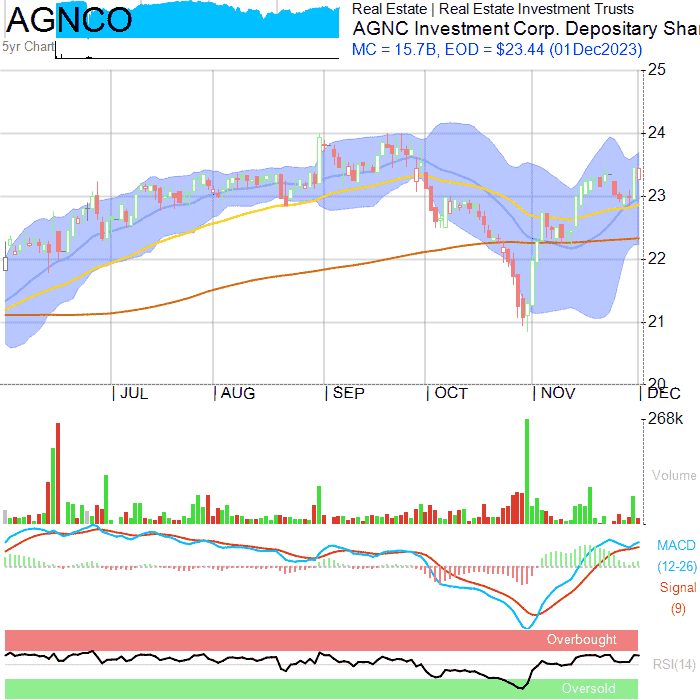 AGNCO
5yr Chart
Real Estate | Real Estate Investment Trusts
AGNC Investment Corp. Depositary Shar
MC = 15.7B, EOD = $23.44 (01Dec2023)
25
24
23
22
21
20
| JUL | AUG | SEP | OCT | NOV | DEC
268k
Volume
MACD
(12-26)
Signal
(9)
Overbought
RSI(14)
Oversold